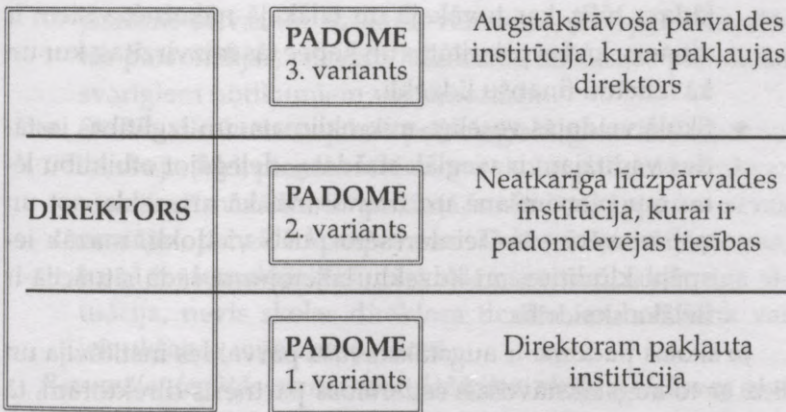 PADOME
3. variants
Augstākstāvoša pārvaldes
institūcija, kurai pakļaujas
direktors
DIREKTORS
PADOME
2. variants
Neatkarīga līdzpārvaldes
institūcija, kurai ir
padomdevējas tiesības
PADOME
1. variants
Direktoram pakļauta
institūcija